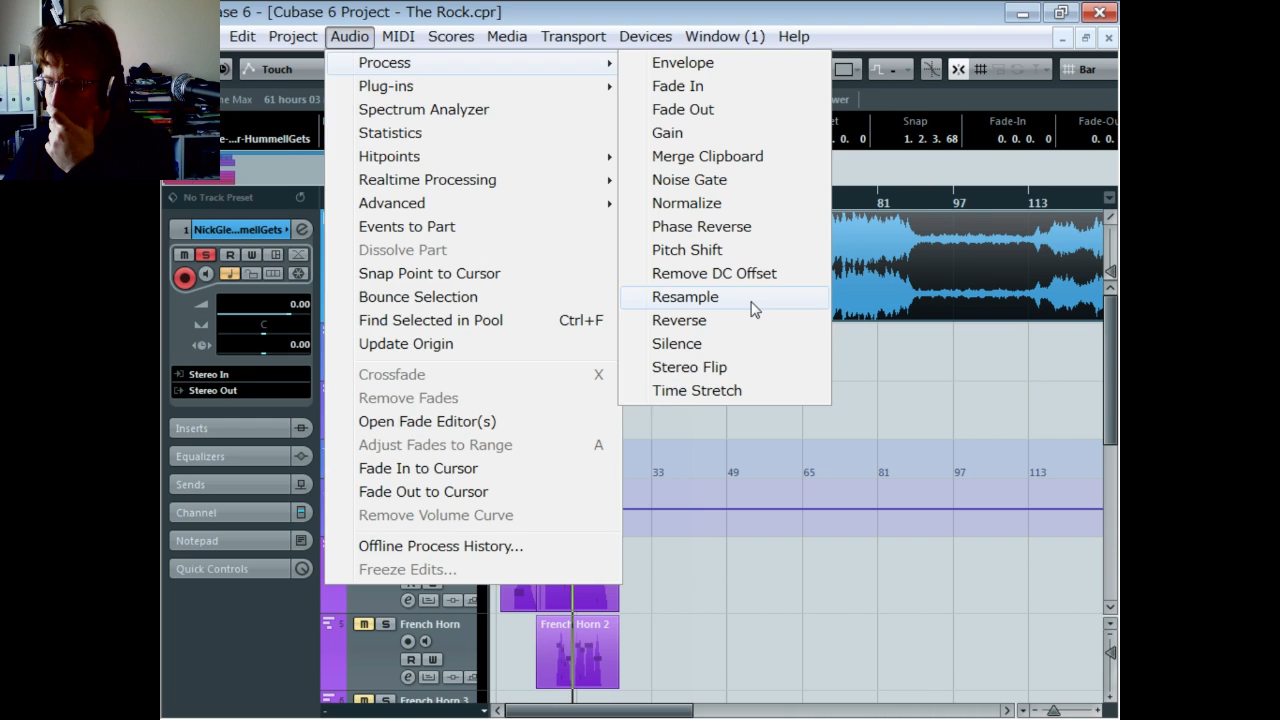 ase 6 - [Cubase 6 Project - The Rock.cpr]
Edit Project Audio MIDI Scores Media Transport Devices Window (1) Help
Touch
Bar
Max 61 hours 03
Snap Fade-In Fade-Ou
e-...r-HummellGets
0. 0. 0 1. 2. 3. 68 0. 0. 0. 0 0. 0.
No Track Preset
1 NickGle...mellGets
m S R W
0.00
C
0.00
Stereo In
Stereo Out
Inserts
Equalizers
Sends
Channel
Notepad
Quick Controls
Process
Plug-ins
Spectrum Analyzer
Statistics
Hitpoints
Realtime Processing
Advanced
Events to Part
Dissolve Part
Snap Point to Cursor
Bounce Selection
Find Selected in Pool Ctrl+F
Update Origin
Crossfade X
Remove Fades
Open Fade Editor(s)
Adjust Fades to Range A
Fade In to Cursor
Fade Out to Cursor
Remove Volume Curve
Offline Process History...
Freeze Edits...
Envelope
Fade In
Fade Out
Gain
Merge Clipboard
Noise Gate
Normalize
Phase Reverse
Pitch Shift
Remove DC Offset
Resample
Reverse
Silence
Stereo Flip
Time Stretch
81 97 113
33 49 65 81 97 113
e
5 m S French Horn
R W
e
French Horn 2
m S French Horn 3